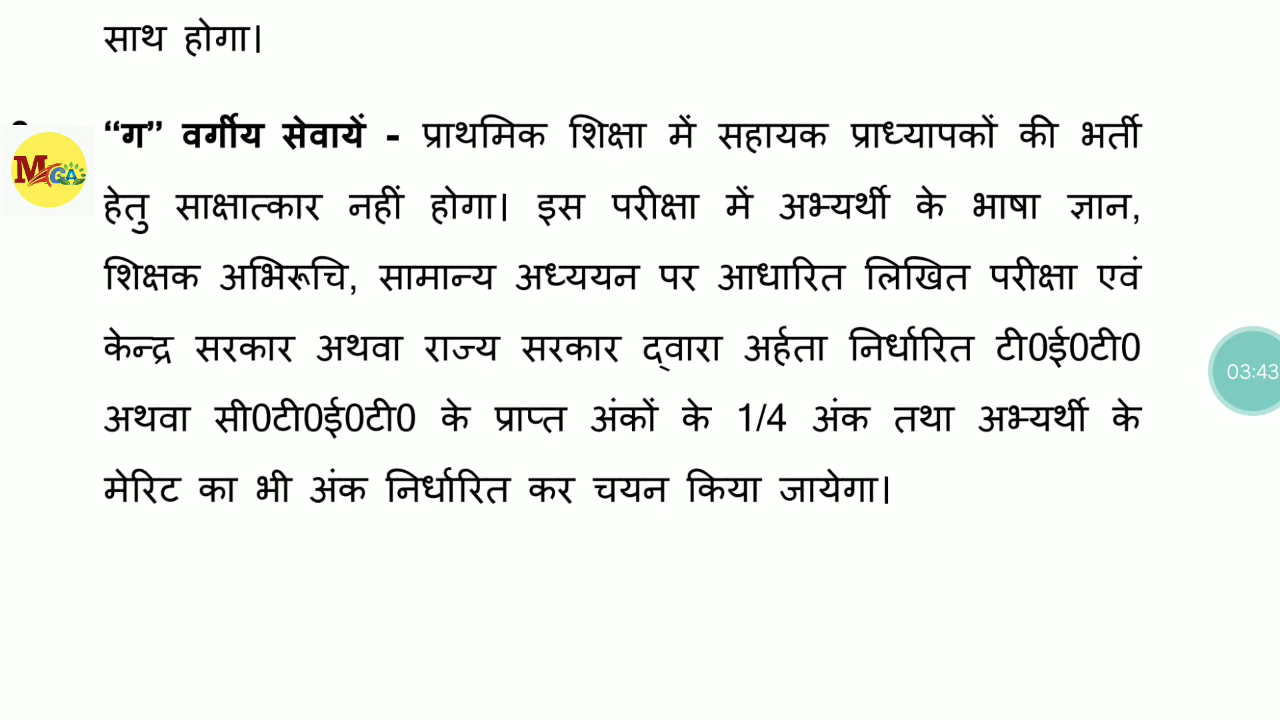 साथ होगा।
“ग” वर्गीय सेवायें - प्राथमिक शिक्षा में सहायक प्राध्यापकों की भर्ती
हेतु साक्षात्कार नहीं होगा। इस परीक्षा में अभ्यर्थी के भाषा ज्ञान,
शिक्षक अभिरूचि, सामान्य अध्ययन पर आधारित लिखित परीक्षा एवं
केन्द्र सरकार अथवा राज्य सरकार द्वारा अर्हता निर्धारित टी0ई0टी0
अथवा सी0टी0ई0टी0 के प्राप्त अंकों के 1/4 अंक तथा अभ्यर्थी के
मेरिट का भी अंक निर्धारित कर चयन किया जायेगा।
MGA
03:43